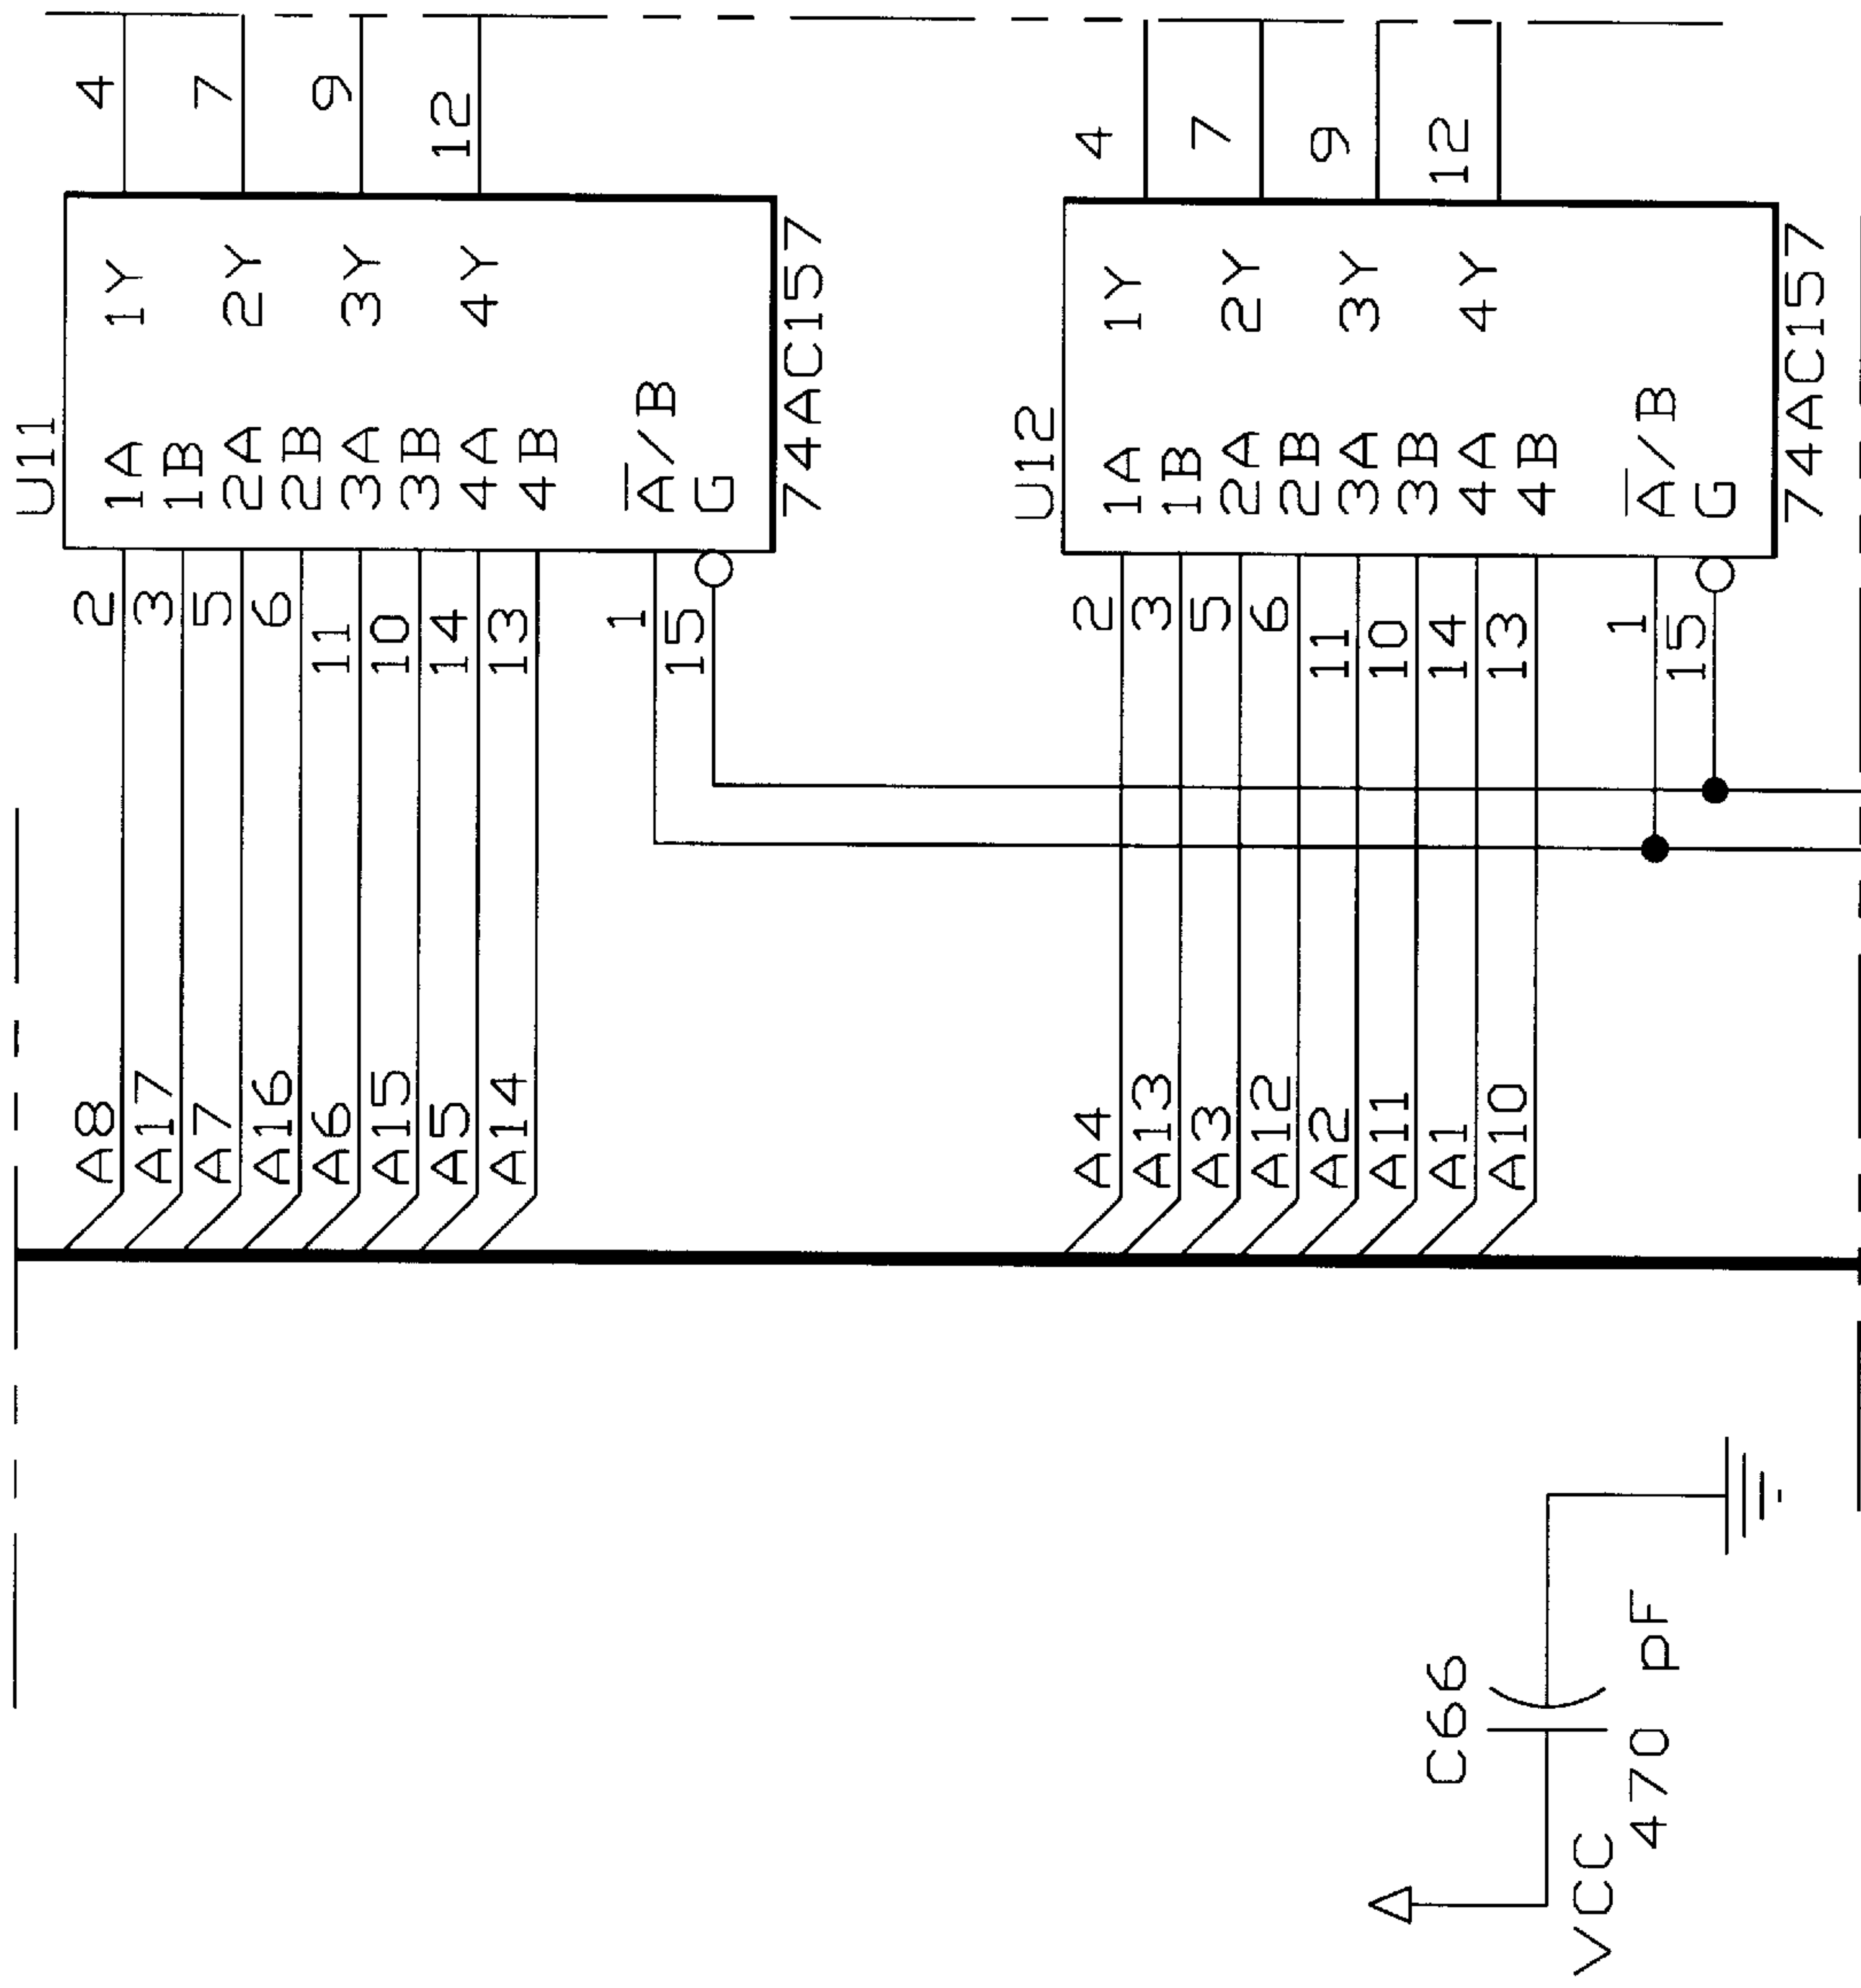 U11
A8 2 1A 1Y 4
A17 3 1B
A7 5 2A 2Y 7
A16 6 2B
A6 11 3A 3Y 9
A15 10 3B
A5 14 4A 4Y 12
A14 13 4B
1 A̅/B
15 G
74AC157
U12
A4 2 1A 1Y 4
A13 3 1B
A3 5 2A 2Y 7
A12 6 2B
A2 11 3A 3Y 9
A11 10 3B
A1 14 4A 4Y 12
A10 13 4B
1 A̅/B
15 G
74AC157
C66
VCC
470 pF